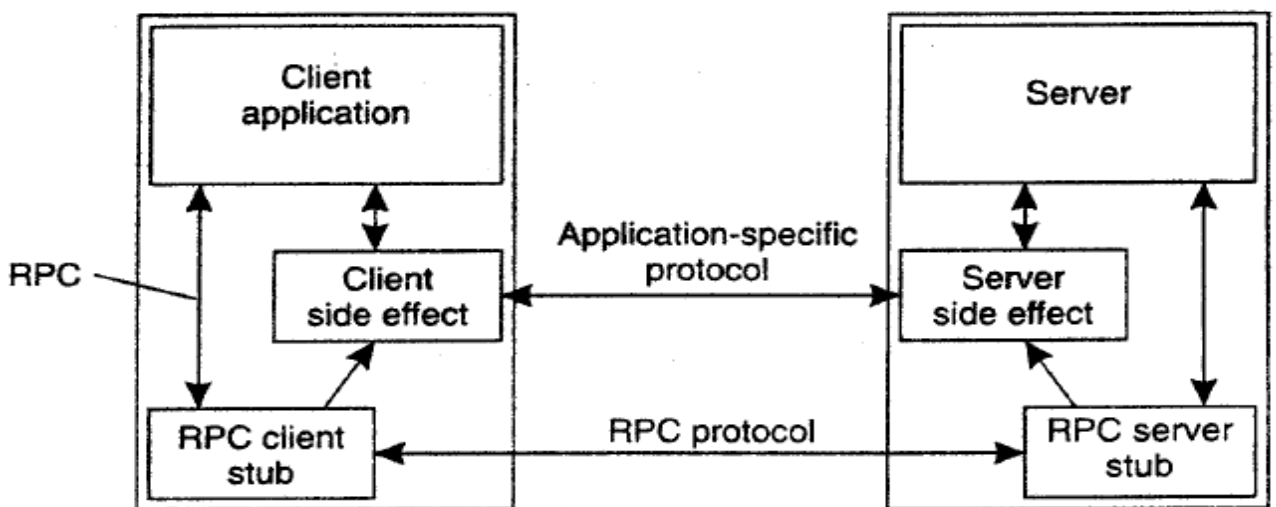 Client
application
Server
Application-specific
protocol
RPC
Client
side effect
Server
side effect
RPC client
stub
RPC protocol
RPC server
stub